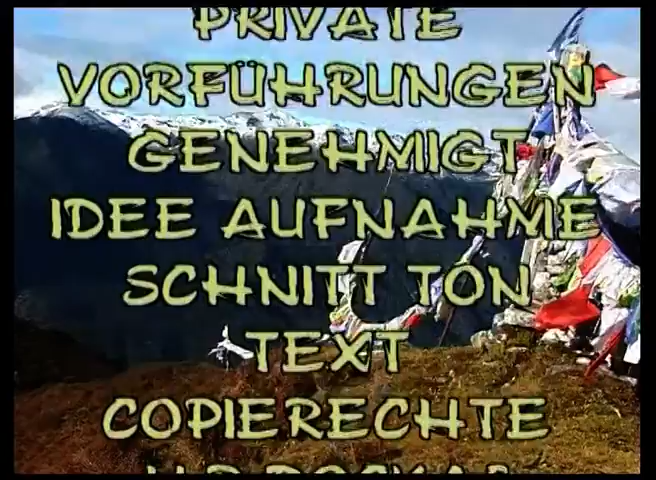 PRIVATE
VORFÜHRUNGEN
GENEHMIGT
IDEE AUFNAHME
SCHNITT TON
TEXT
COPIERECHTE